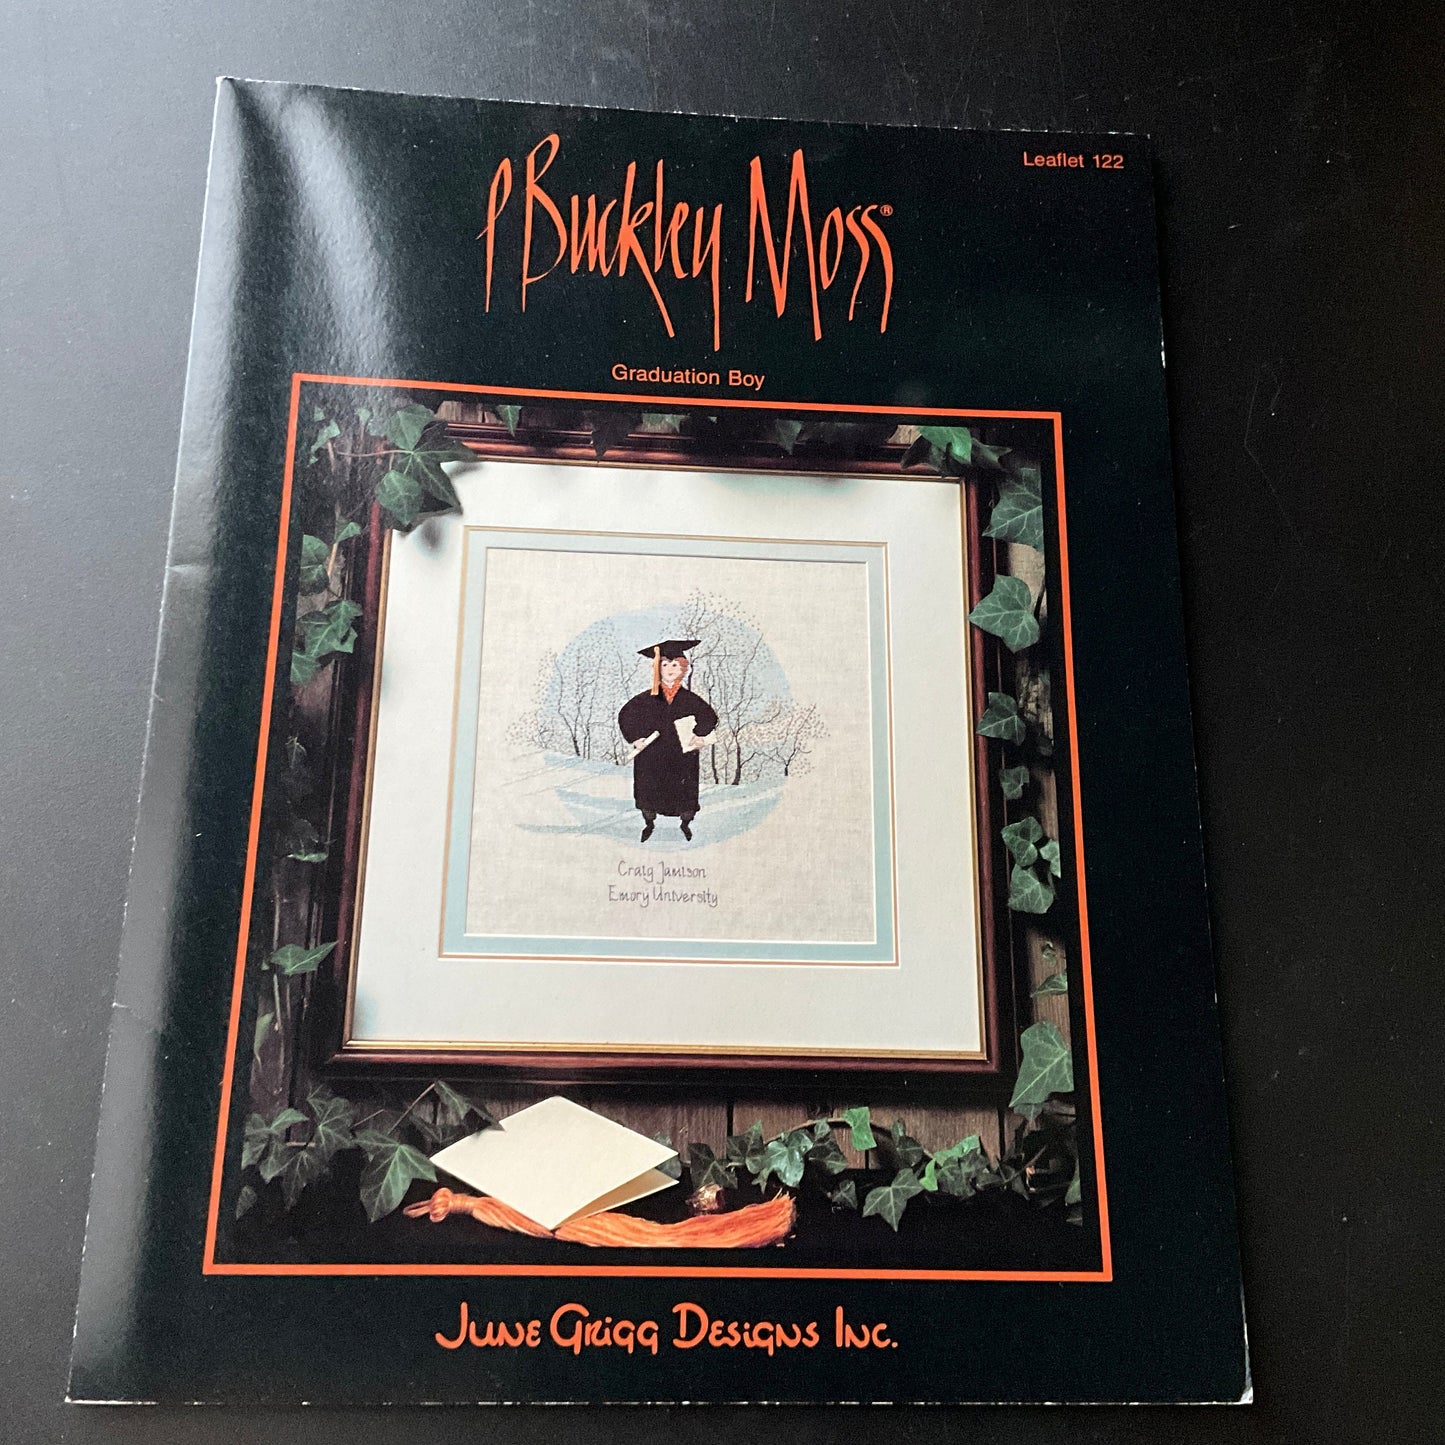 Leaflet 122
P Buckley Moss®
Graduation Boy
Craig Jamison
Emory University
June Grigg Designs Inc.